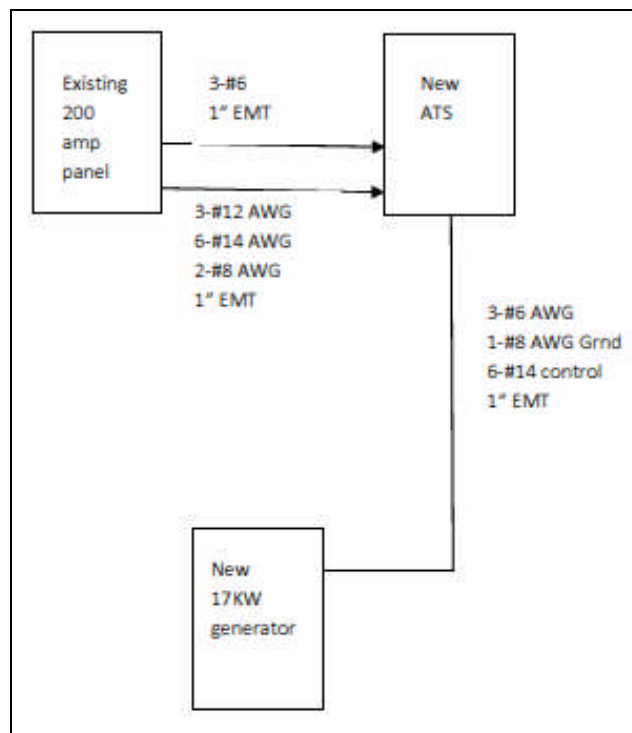 Existing
200
amp
panel
3-#6
1" EMT
New
ATS
3-#12 AWG
6-#14 AWG
2-#8 AWG
1" EMT
3-#6 AWG
1-#8 AWG Grnd
6-#14 control
1" EMT
New
17KW
generator